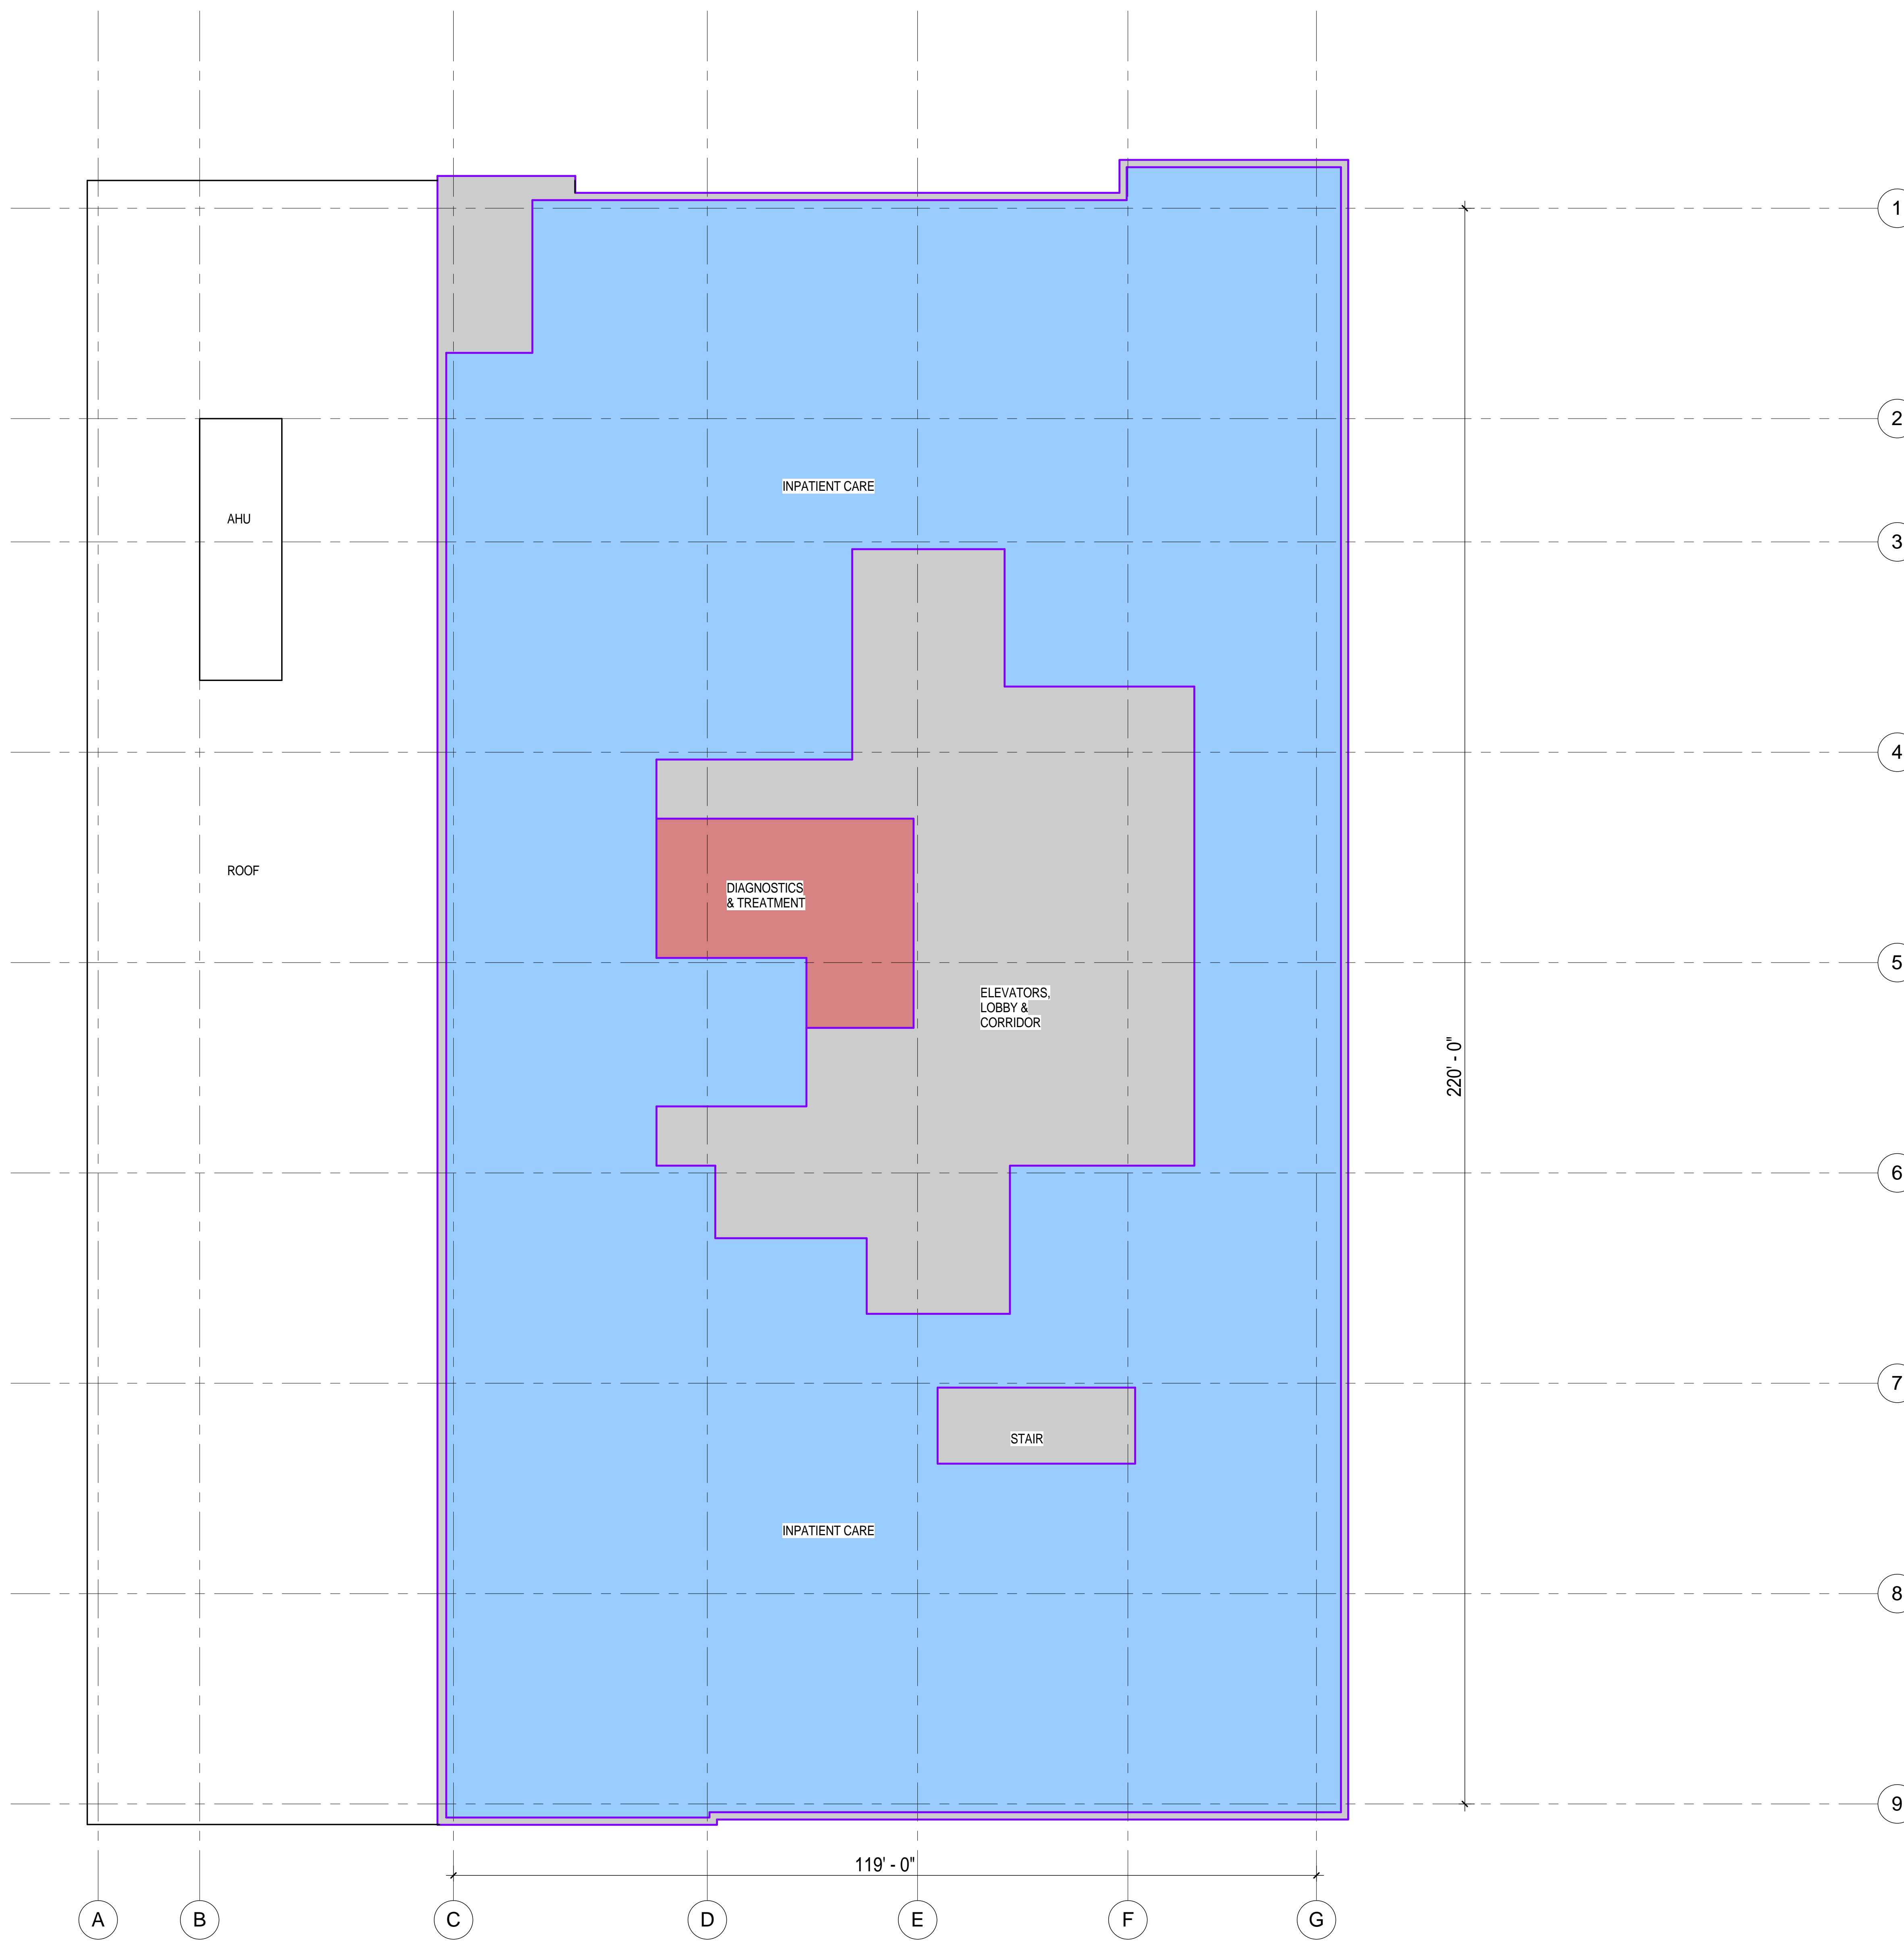 1
2
INPATIENT CARE
AHU
3
4
ROOF
DIAGNOSTICS
& TREATMENT
5
ELEVATORS,
LOBBY &
CORRIDOR
220' - 0"
6
7
STAIR
INPATIENT CARE
8
9
119' - 0"
A B C D E F G